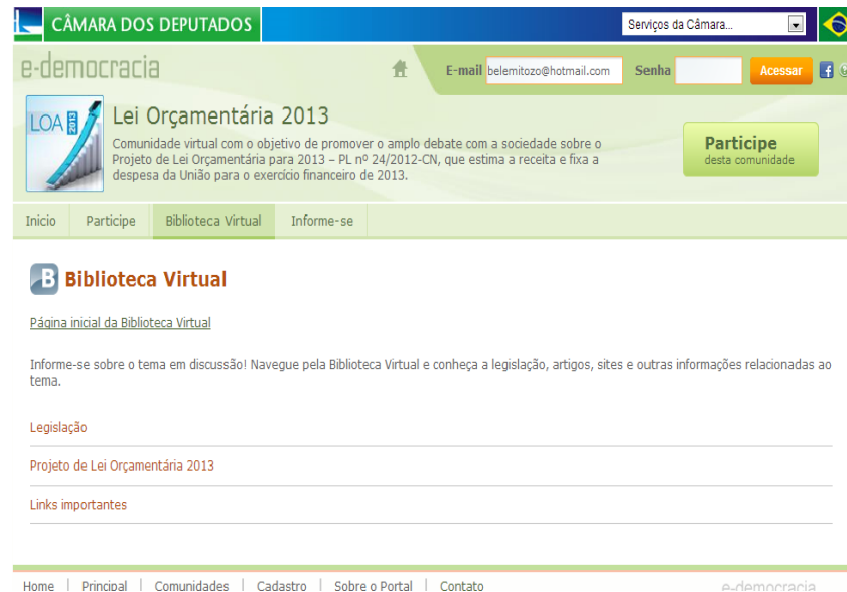 CÂMARA DOS DEPUTADOS
Serviços da Câmara...
e-democracia
E-mail belemitozo@hotmail.com Senha Acessar
LOA 2013
Lei Orçamentária 2013
Comunidade virtual com o objetivo de promover o amplo debate com a sociedade sobre o
Projeto de Lei Orçamentária para 2013 – PL nº 24/2012-CN, que estima a receita e fixa a
despesa da União para o exercício financeiro de 2013.
Participe
desta comunidade
Inicio Participe Biblioteca Virtual Informe-se
B Biblioteca Virtual
Página inicial da Biblioteca Virtual
Informe-se sobre o tema em discussão! Navegue pela Biblioteca Virtual e conheça a legislação, artigos, sites e outras informações relacionadas ao
tema.
Legislação
Projeto de Lei Orçamentária 2013
Links importantes
Home | Principal | Comunidades | Cadastro | Sobre o Portal | Contato
e-democracia